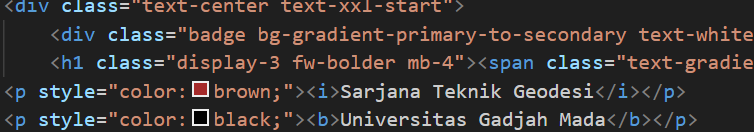 <div class="text-center text-xxl-start">
<div class="badge bg-gradient-primary-to-secondary text-white
<h1 class="display-3 fw-bolder mb-4"><span class="text-gradie
<p style="color:brown;"><i>Sarjana Teknik Geodesi</i></p>
<p style="color:black;"><b>Universitas Gadjah Mada</b></p>